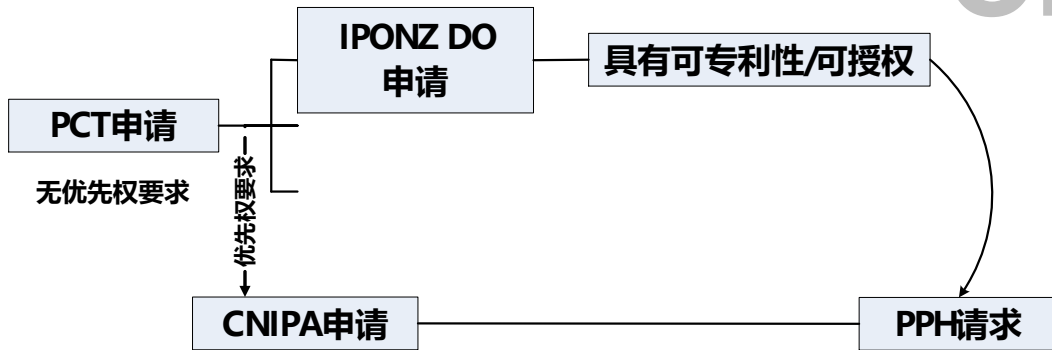 IPONZ DO
申请
具有可专利性/可授权
PCT申请
无优先权要求
优先权要求
CNIPA申请
PPH请求